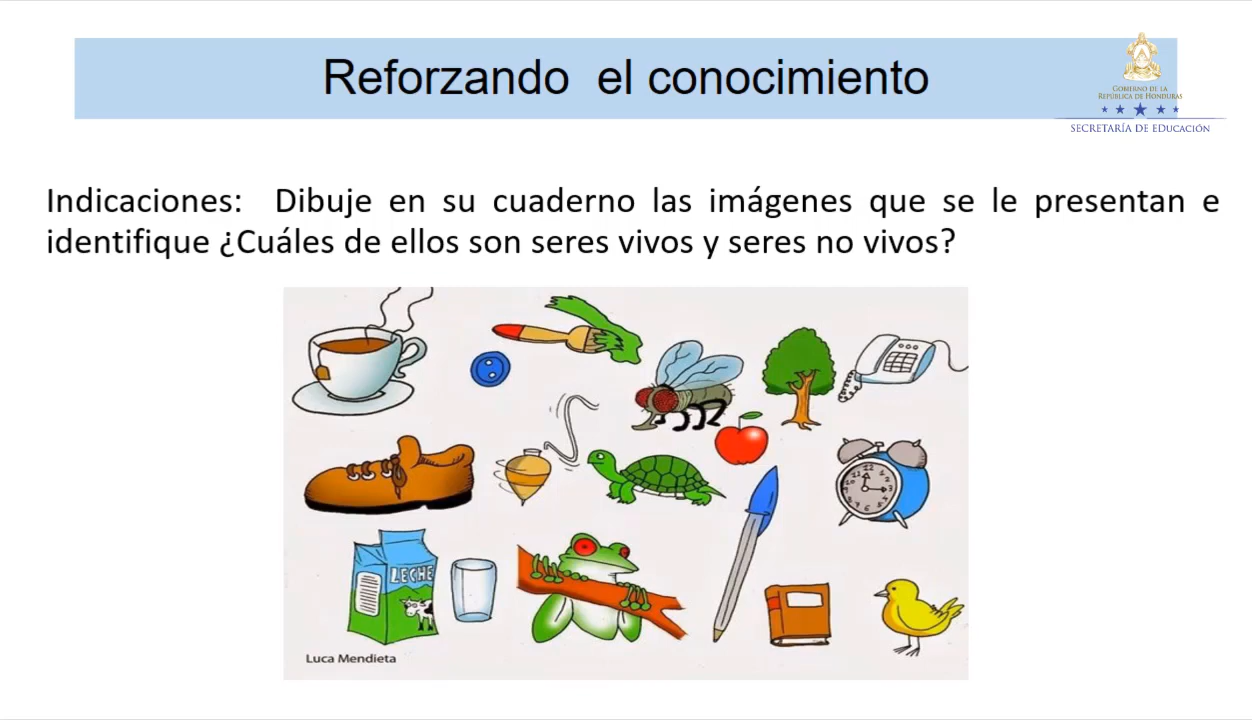 Reforzando el conocimiento
GOBIERNO DE LA
REPÚBLICA DE HONDURAS
SECRETARÍA DE EDUCACIÓN
Indicaciones: Dibuje en su cuaderno las imágenes que se le presentan e
identifique ¿Cuáles de ellos son seres vivos y seres no vivos?
LECHE
Luca Mendieta